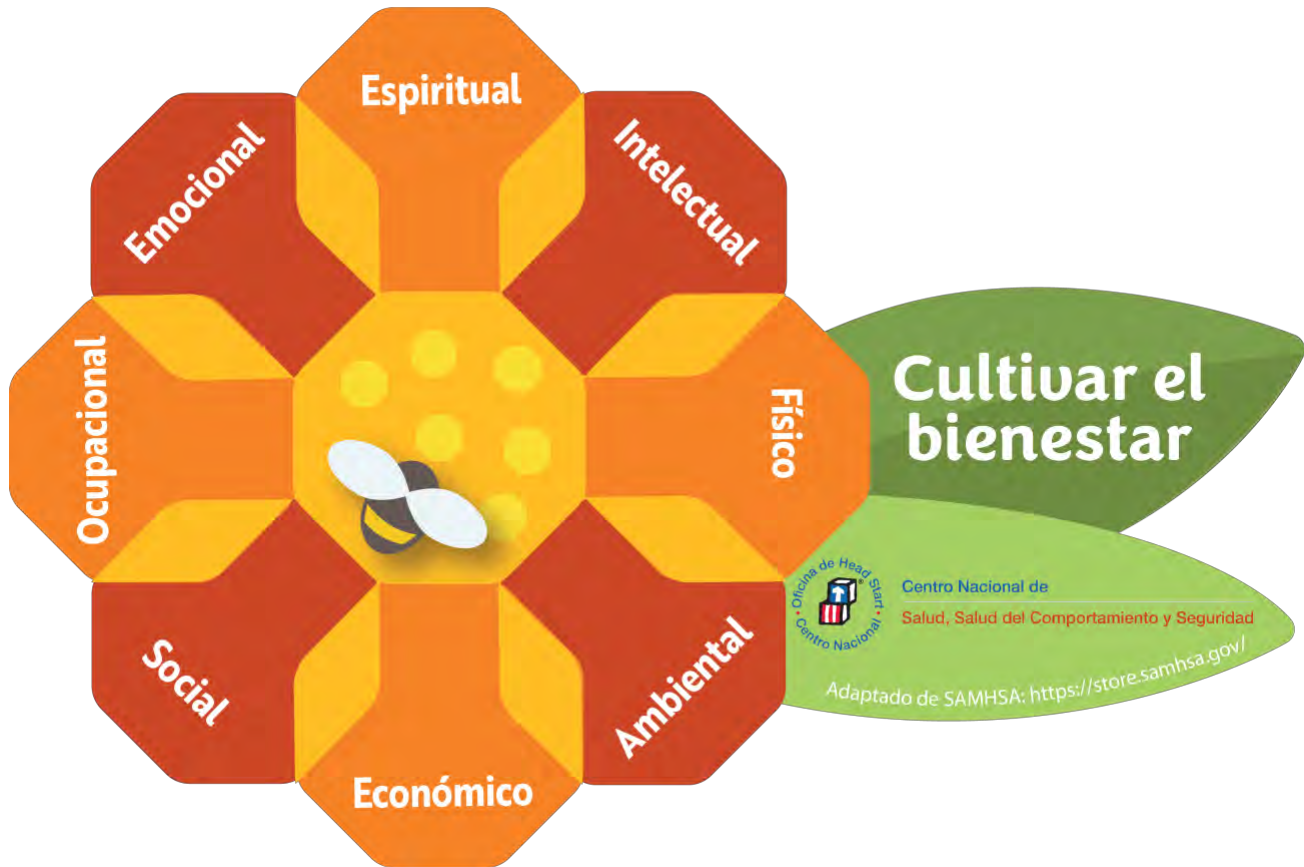 Espiritual
Intelectual
Físico
Ambiental
Económico
Social
Ocupacional
Emocional
Cultivar el
bienestar
Oficina de Head Start
Centro Nacional
Centro Nacional de
Salud, Salud del Comportamiento y Seguridad
Adaptado de SAMHSA: https://store.samhsa.gov/